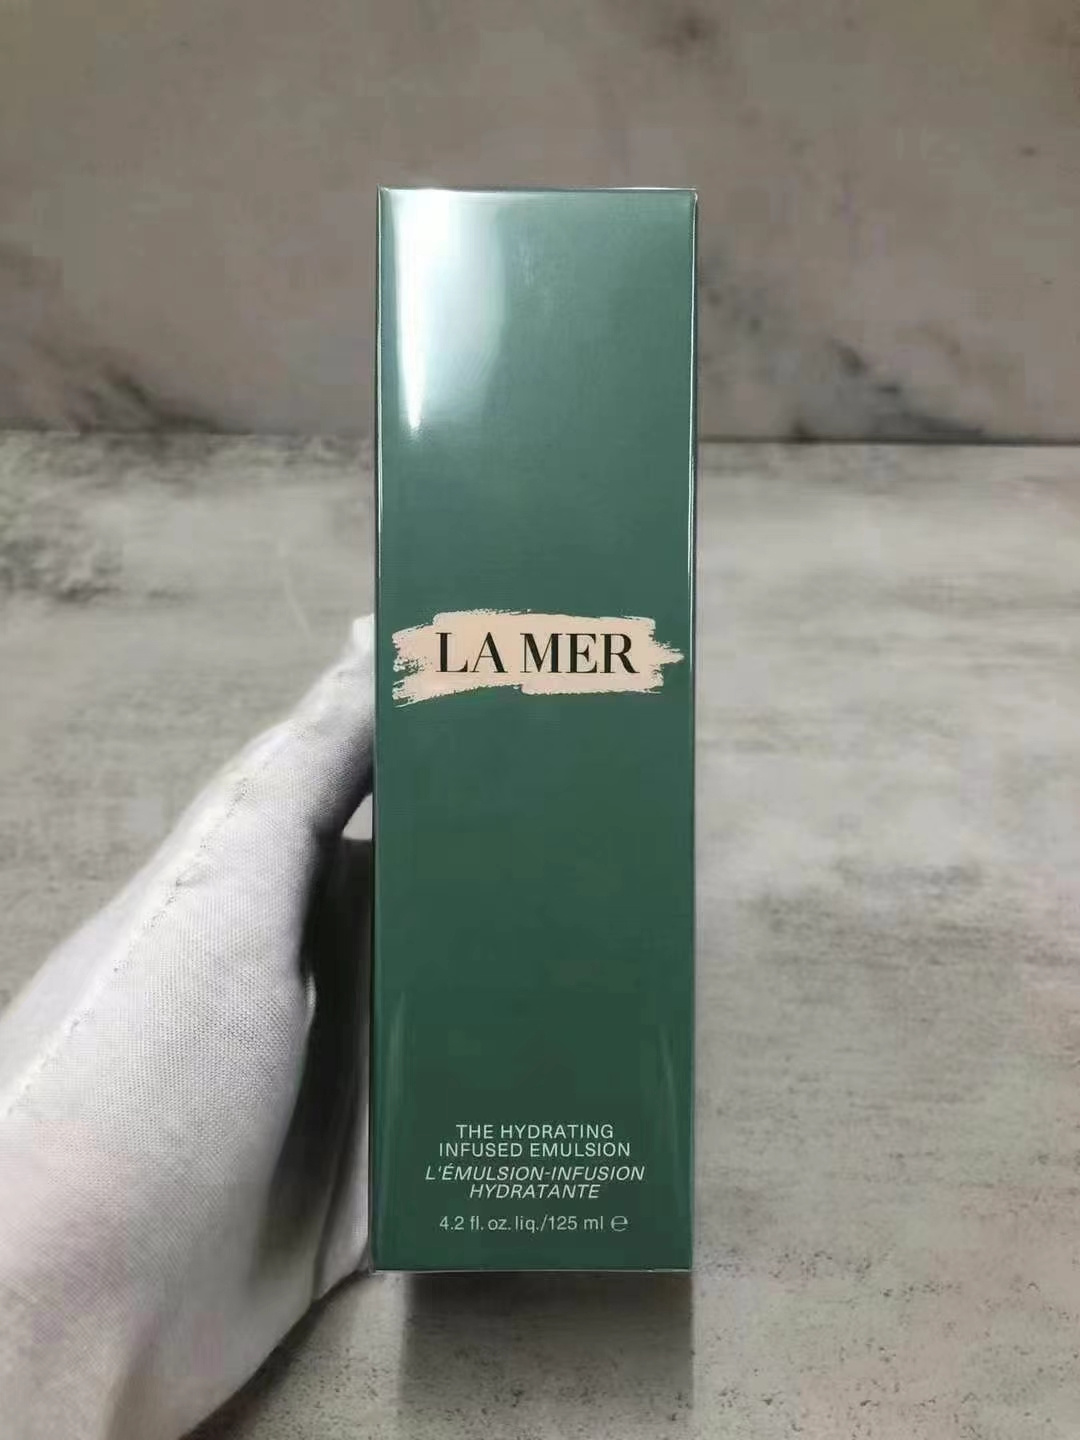 LA MER
THE HYDRATING
INFUSED EMULSION
L'ÉMULSION-INFUSION
HYDRATANTE
4.2 fl. oz. liq./125 ml ℮